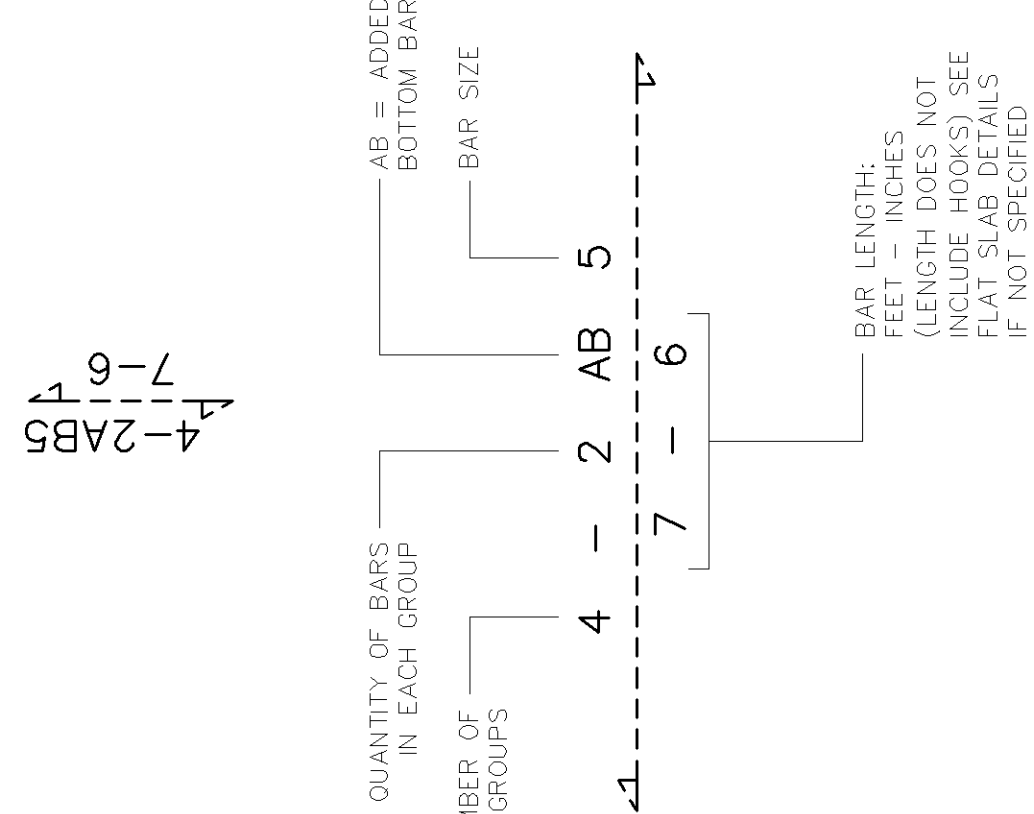 4-2AB5
7-6
AB = ADDED
BOTTOM BAR
BAR SIZE
QUANTITY OF BARS
IN EACH GROUP
OF
GROUPS
4 - 2 AB 5
7 - 6
BAR LENGTH:
FEET - INCHES
(LENGTH DOES NOT
INCLUDE HOOKS) SEE
FLAT SLAB DETAILS
IF NOT SPECIFIED